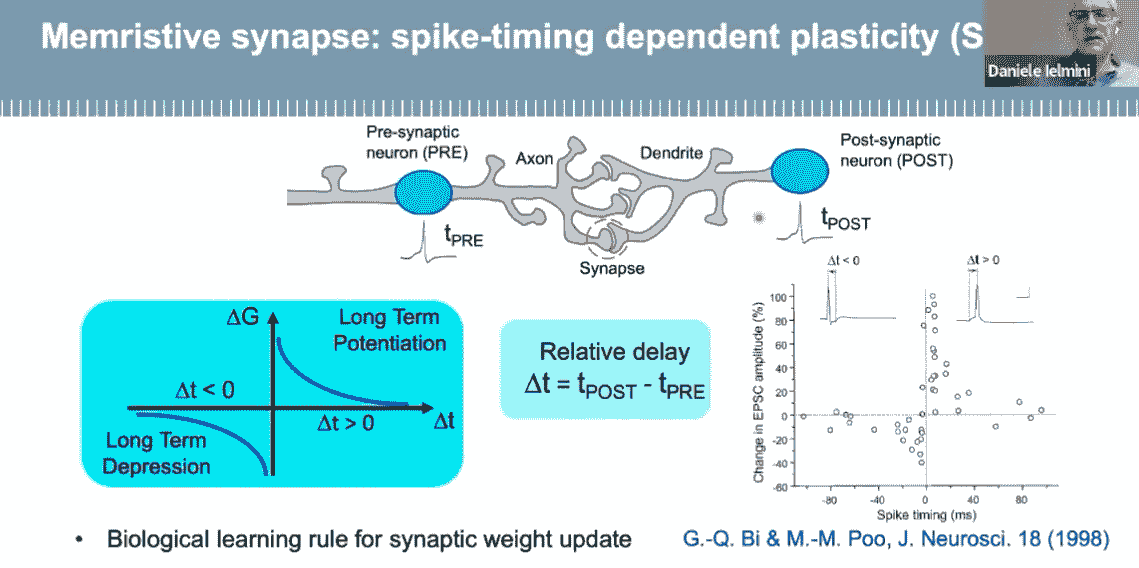 Memristive synapse: spike-timing dependent plasticity (S
Daniele Ielmini
Pre-synaptic
neuron (PRE)
Axon
Dendrite
Post-synaptic
neuron (POST)
tPRE
tPOST
Synapse
ΔG
Long Term
Potentiation
Δt < 0
Δt > 0
Δt
Long Term
Depression
Relative delay
Δt = tPOST - tPRE
Δt < 0
Δt > 0
Change in EPSC amplitude (%)
100
80
60
40
20
0
-20
-40
-60
-80
-40
0
40
80
Spike timing (ms)
• Biological learning rule for synaptic weight update
G.-Q. Bi & M.-M. Poo, J. Neurosci. 18 (1998)